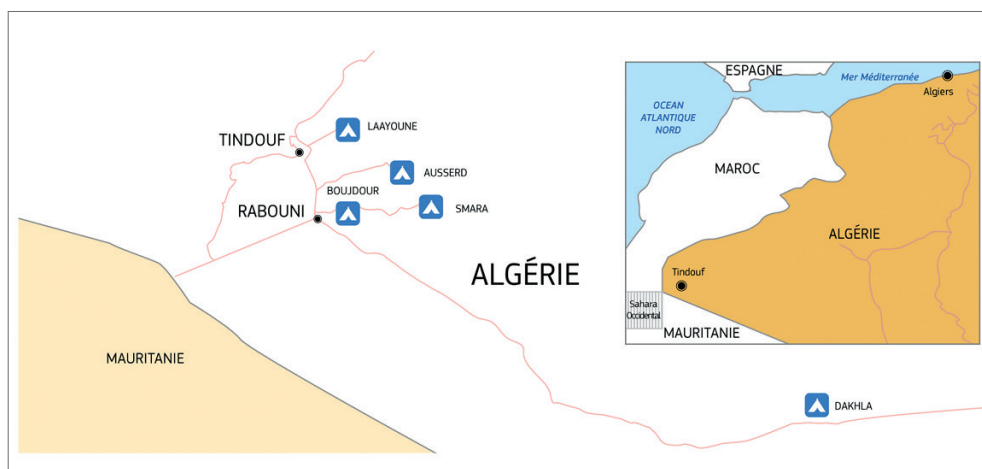 TINDOUF
LAAYOUNE
AUSSERD
BOUJDOUR
RABOUNI
SMARA
ALGÉRIE
MAURITANIE
DAKHLA
ESPAGNE
Mer Méditerranée
Algiers
OCEAN
ATLANTIQUE
NORD
MAROC
ALGÉRIE
Tindouf
Sahara
Occidental
MAURITANIE